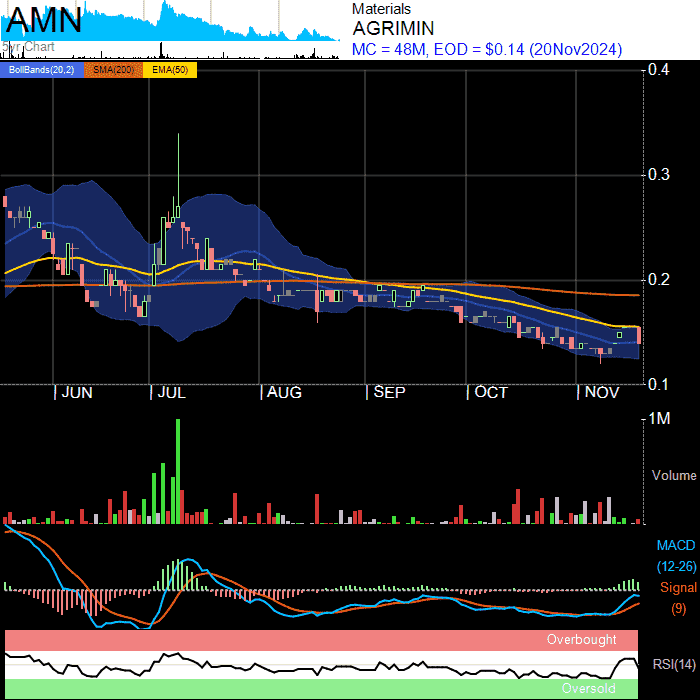 AMN
5yr Chart
Materials
AGRIMIN
MC = 48M, EOD = $0.14 (20Nov2024)
BollBands(20,2) SMA(200) EMA(50)
0.4
0.3
0.2
0.1
JUN JUL AUG SEP OCT NOV
1M
Volume
MACD
(12-26)
Signal
(9)
Overbought
RSI(14)
Oversold